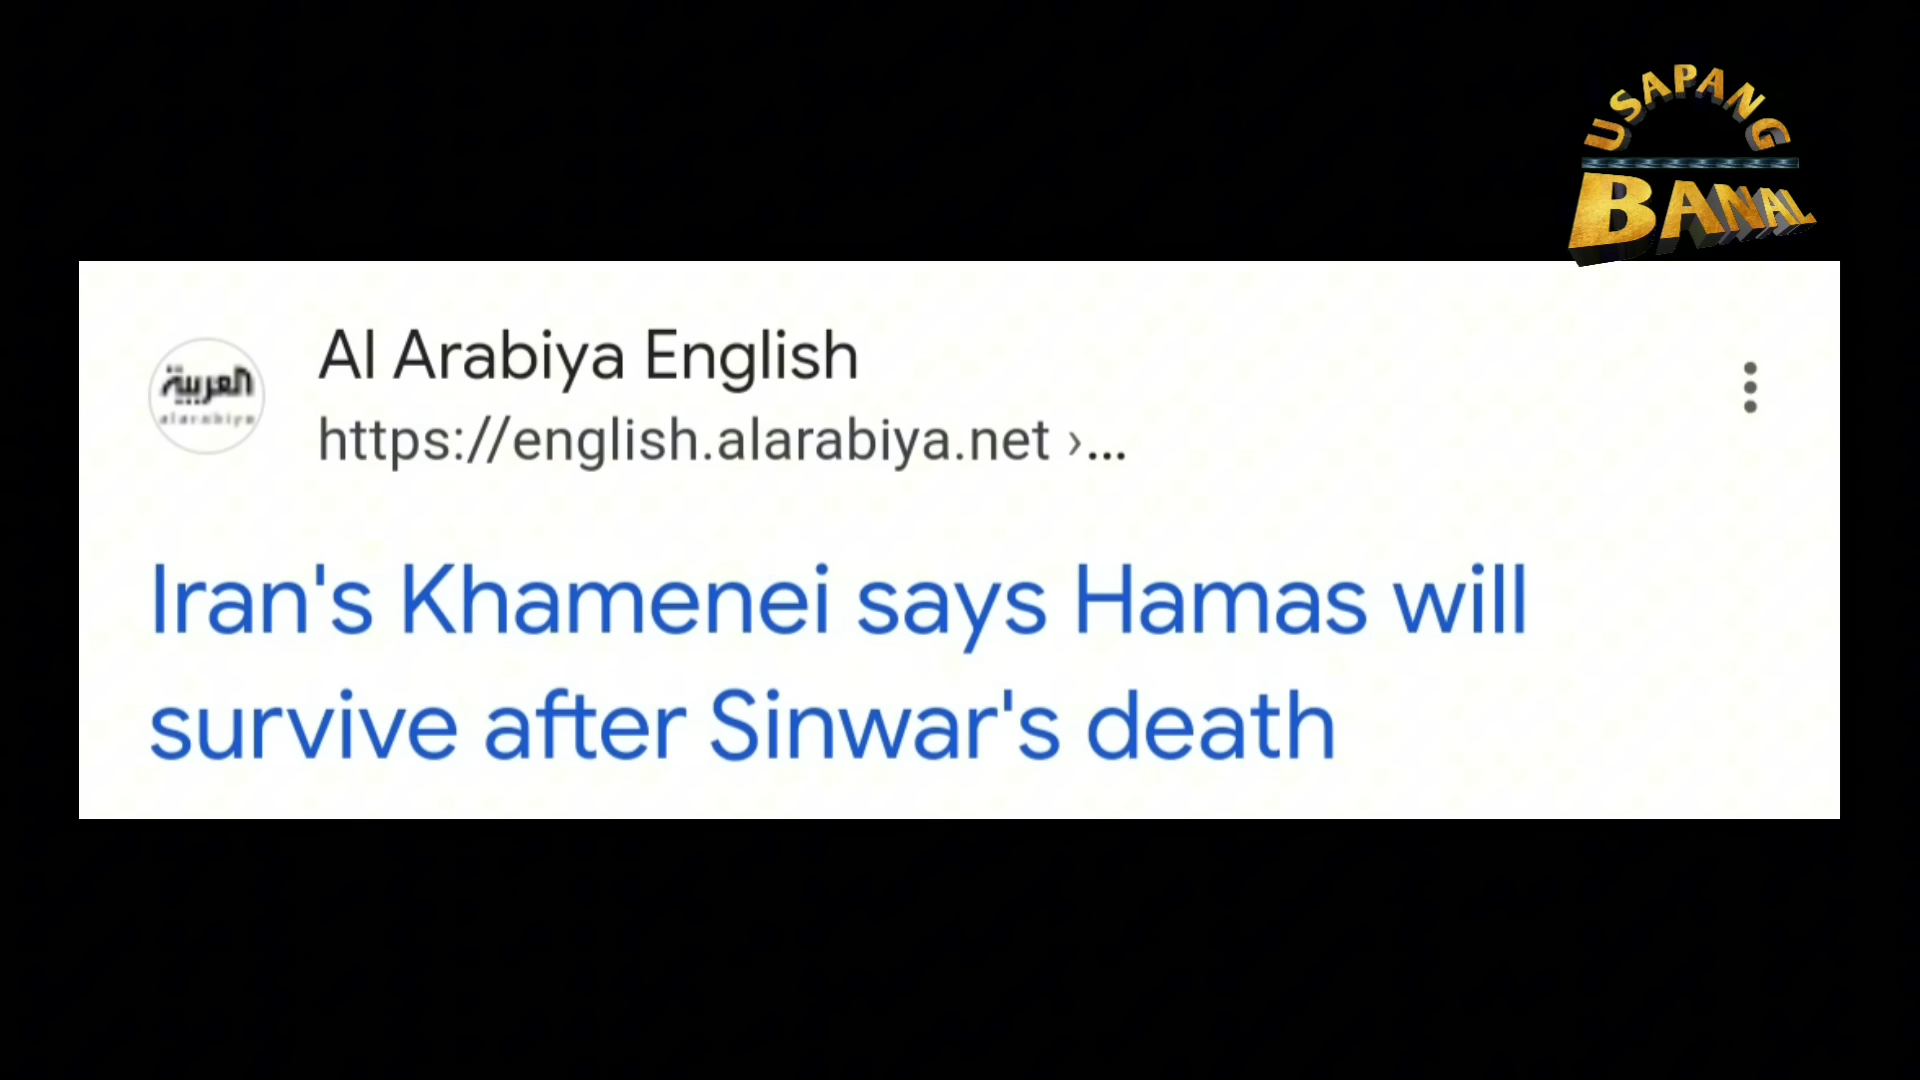 USAPANG
BANAL
العربية
alarabiya
Al Arabiya English
https://english.alarabiya.net ›...
Iran's Khamenei says Hamas will
survive after Sinwar's death